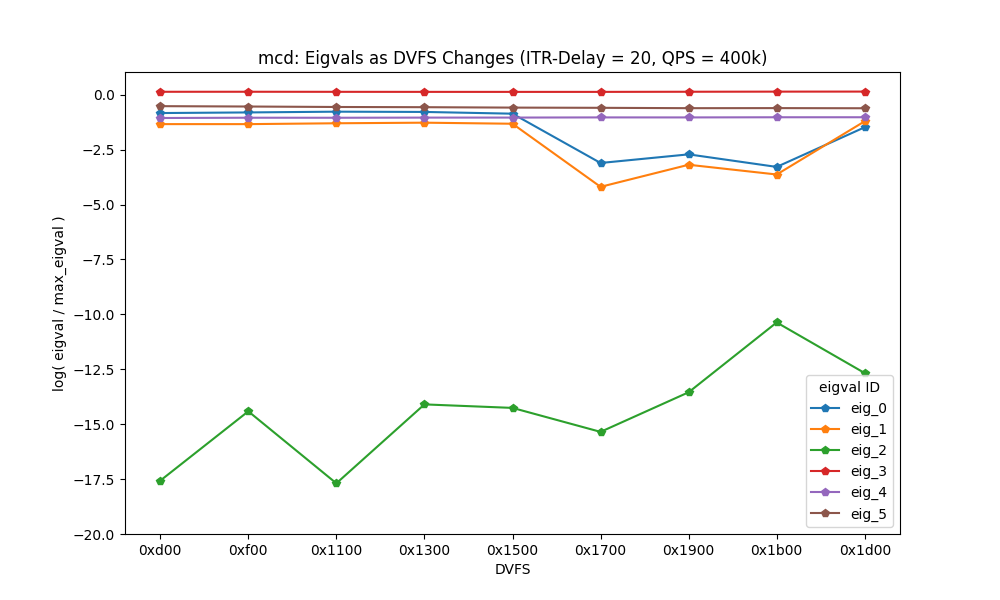 mcd: Eigvals as DVFS Changes (ITR-Delay = 20, QPS = 400k)
log( eigval / max_eigval )
0.0
−2.5
−5.0
−7.5
−10.0
−12.5
−15.0
−17.5
−20.0
0xd00 0xf00 0x1100 0x1300 0x1500 0x1700 0x1900 0x1b00 0x1d00
DVFS
eigval ID
eig_0
eig_1
eig_2
eig_3
eig_4
eig_5